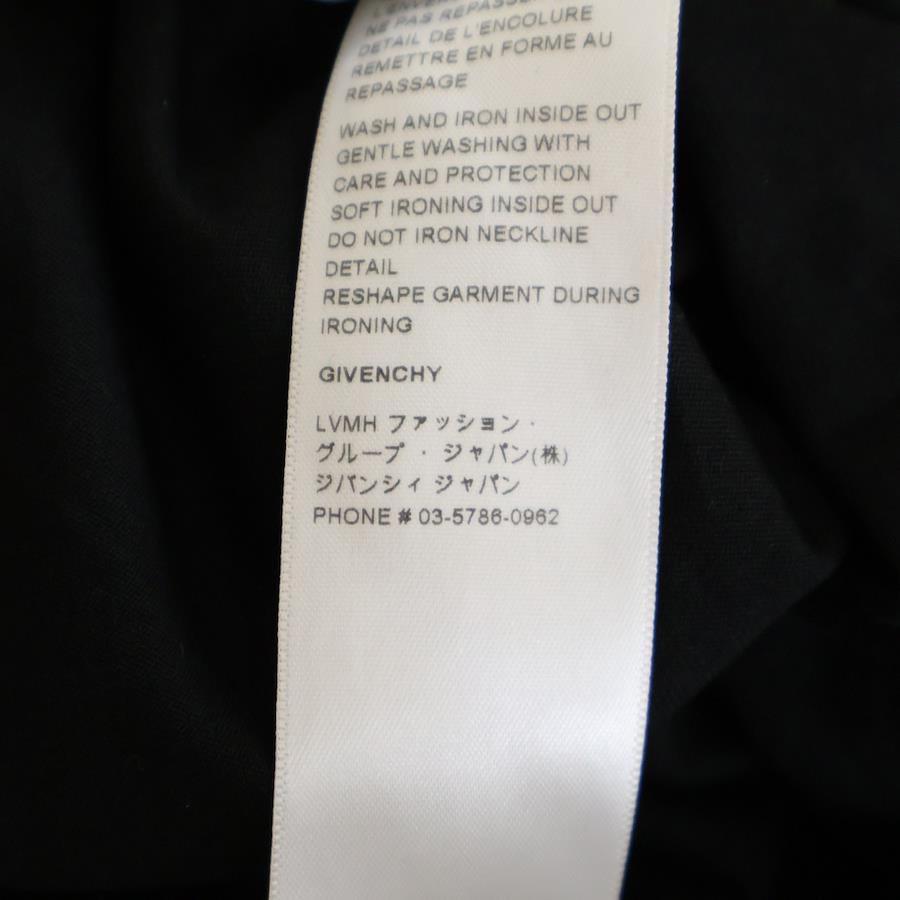 L'ENVERS
NE PAS REPASSER
DETAIL DE L'ENCOLURE
REMETTRE EN FORME AU
REPASSAGE
WASH AND IRON INSIDE OUT
GENTLE WASHING WITH
CARE AND PROTECTION
SOFT IRONING INSIDE OUT
DO NOT IRON NECKLINE
DETAIL
RESHAPE GARMENT DURING
IRONING
GIVENCHY
LVMH ファッション・
グループ・ジャパン(株)
ジバンシィ ジャパン
PHONE # 03-5786-0962